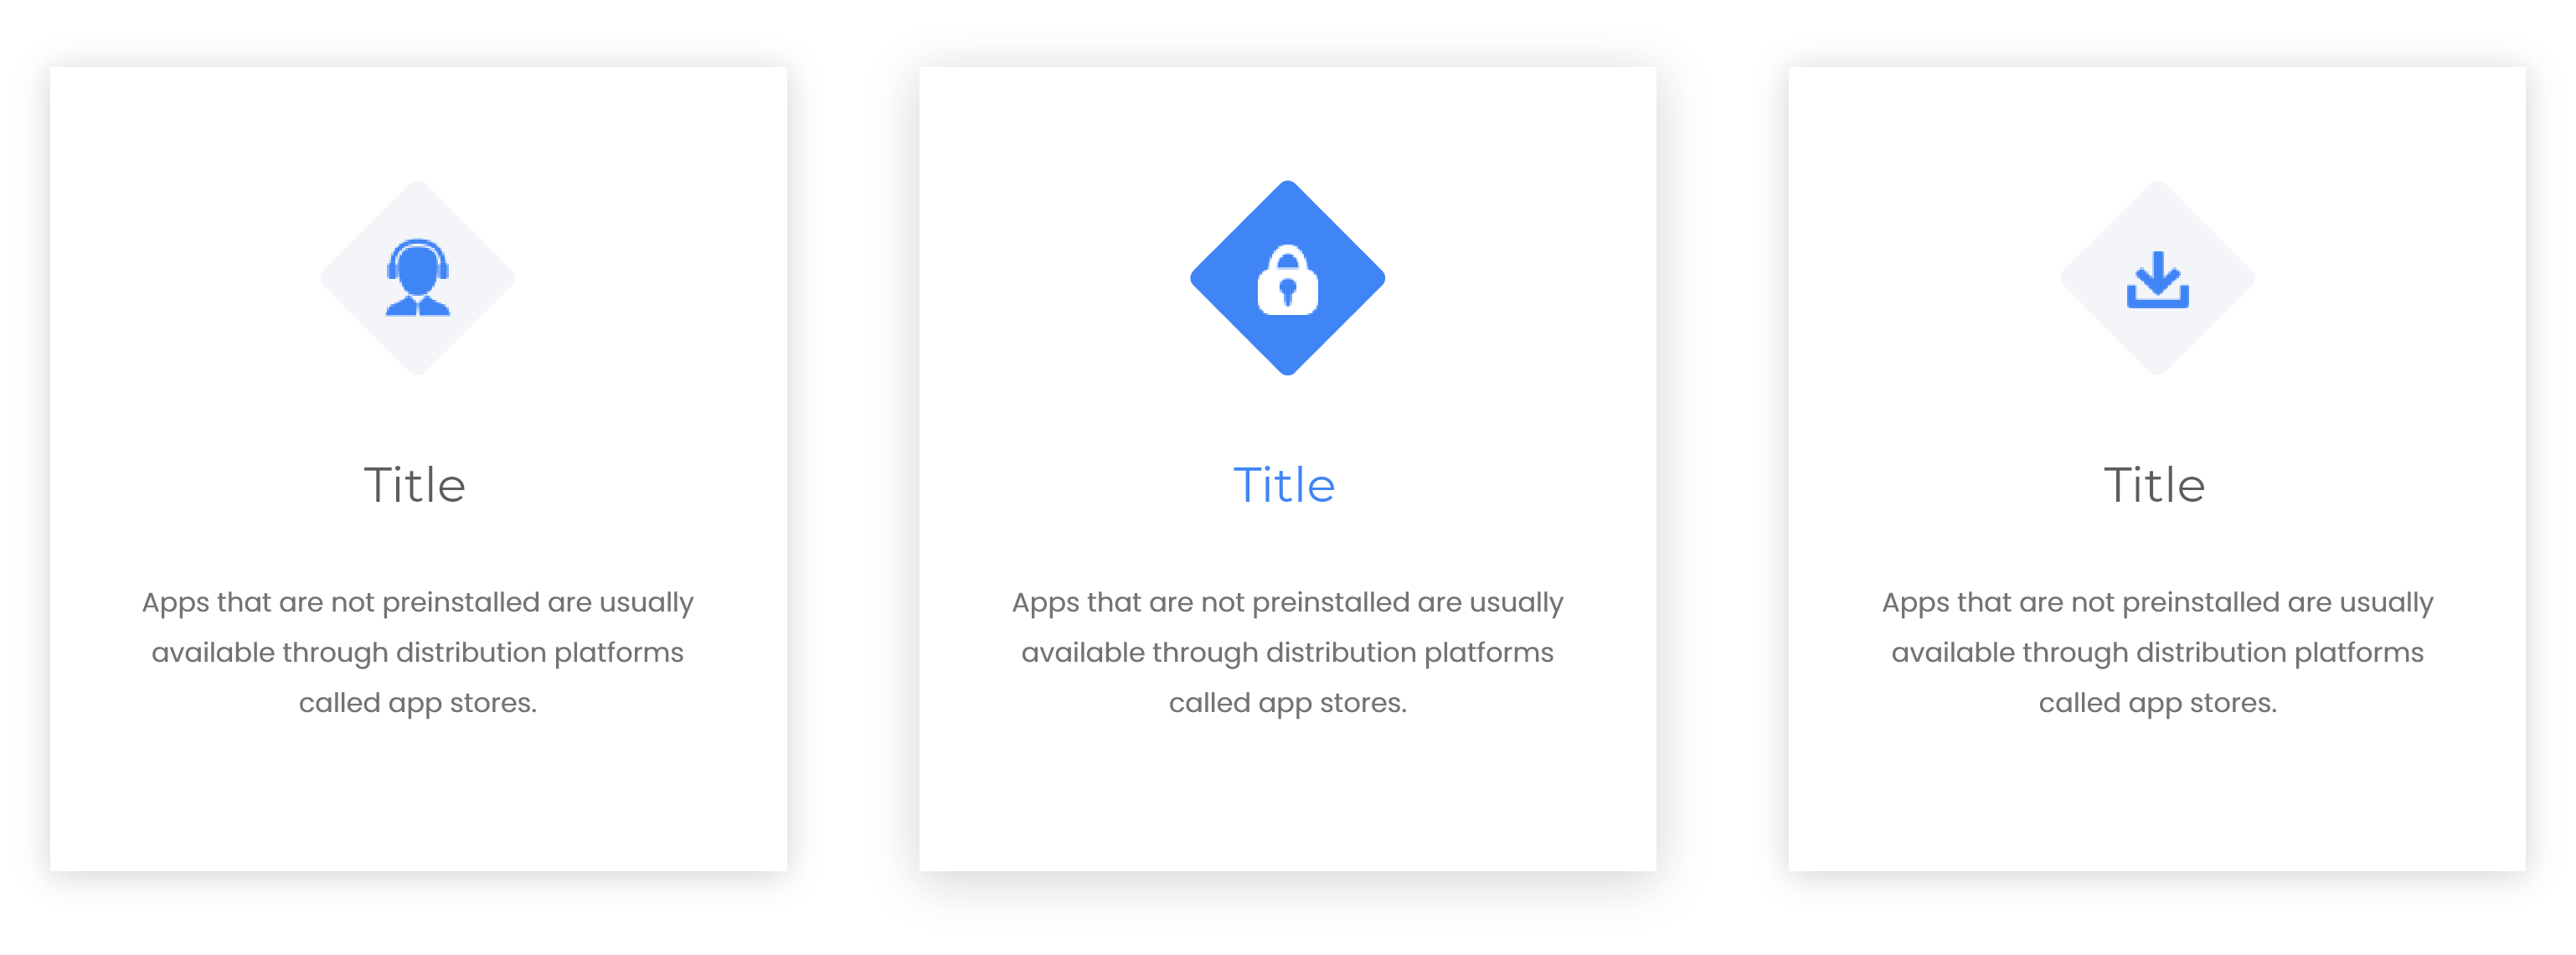 Title
Apps that are not preinstalled are usually
available through distribution platforms
called app stores.
Title
Apps that are not preinstalled are usually
available through distribution platforms
called app stores.
Title
Apps that are not preinstalled are usually
available through distribution platforms
called app stores.